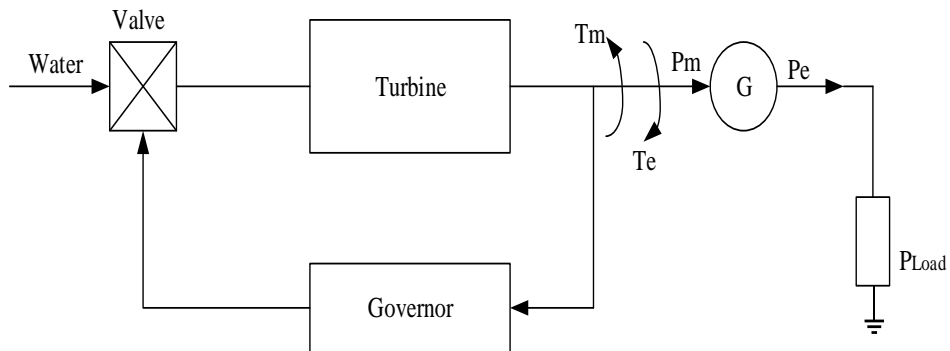 Valve
Water
Turbine
Tm
Te
Pm
G
Pe
PLoad
Governor